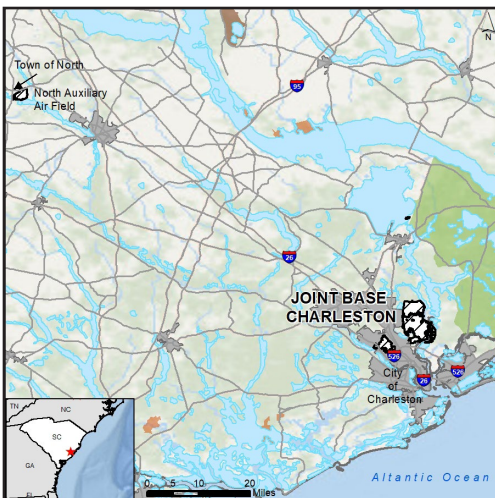 N
Town of North
North Auxiliary
Air Field
95
26
JOINT BASE
CHARLESTON
526
City
of
Charleston
26
526
TN
NC
SC
GA
Altantic Ocean
0 5 10 20
Miles